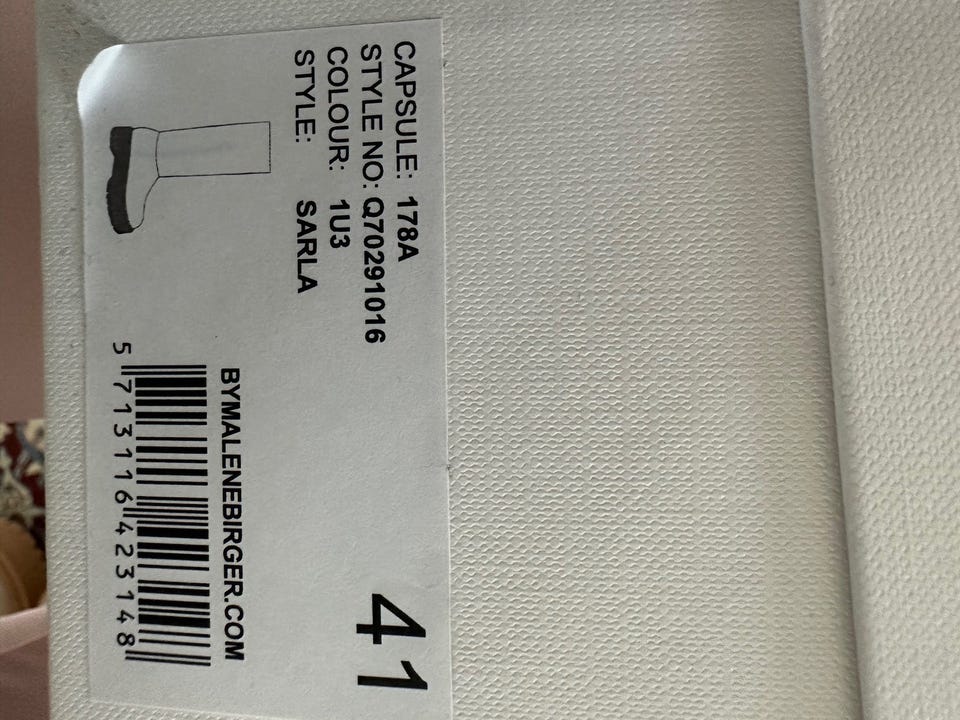 CAPSULE: 178A
STYLE NO: Q70291016
COLOUR: 1U3
STYLE: SARLA
41
BYMALENEBIRGER.COM
5 713116 423148